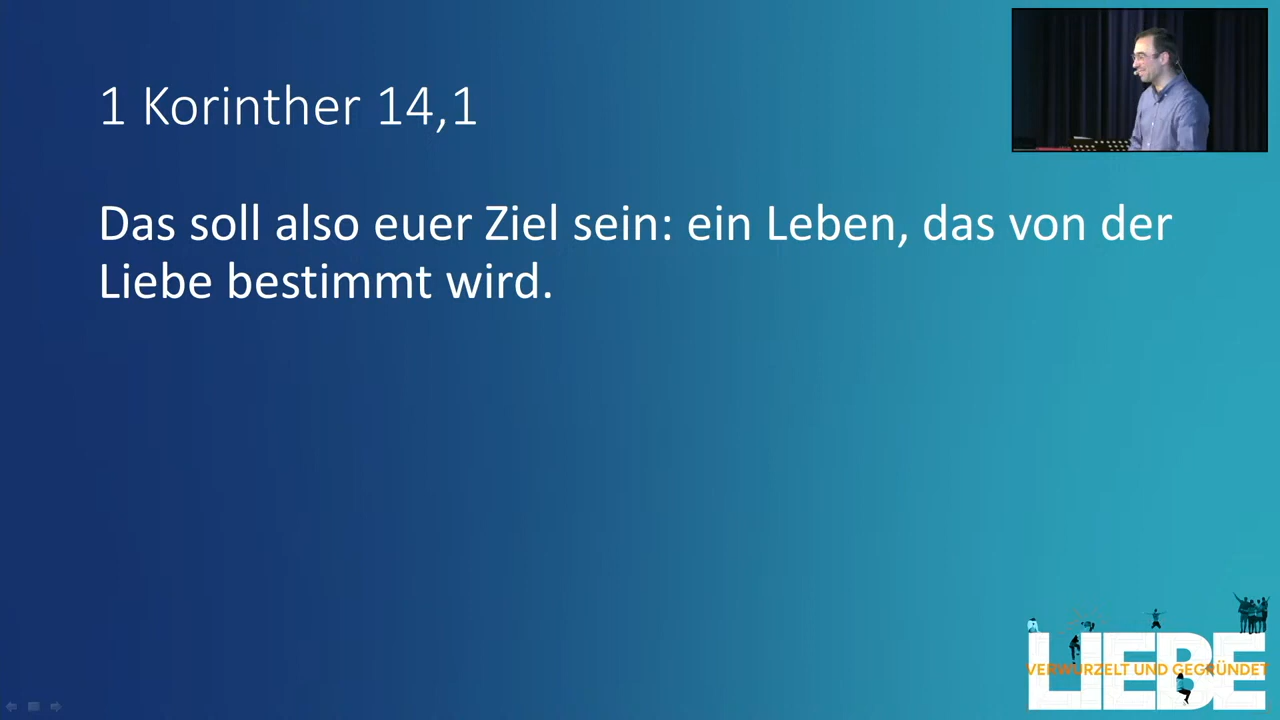 1 Korinther 14,1
Das soll also euer Ziel sein: ein Leben, das von der
Liebe bestimmt wird.
LIEBE
VERWURZELT UND GEGRÜNDET